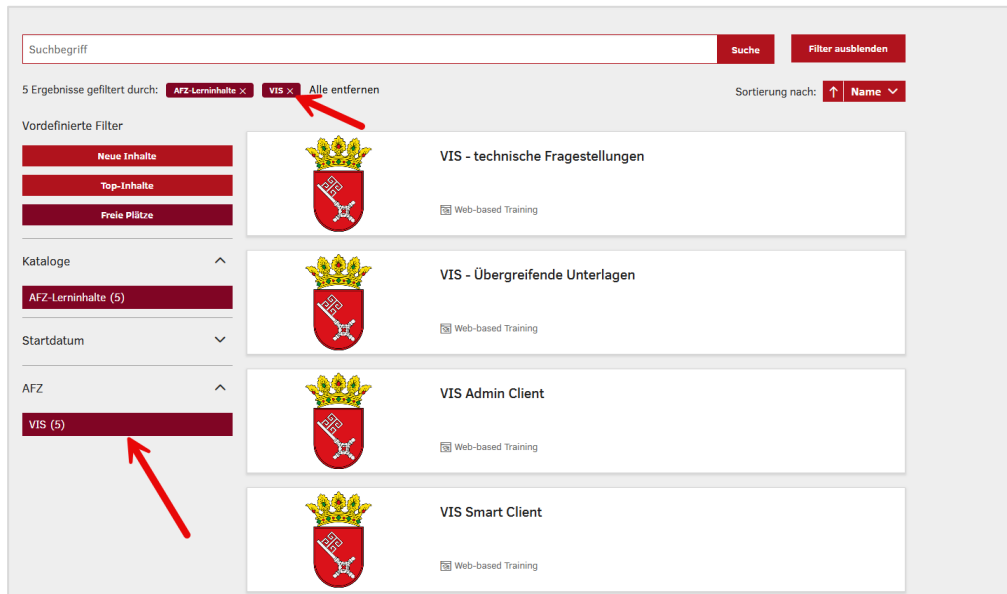 Suchbegriff
Suche
Filter ausblenden
5 Ergebnisse gefiltert durch: AFZ-Lerninhalte × VIS × Alle entfernen
Sortierung nach: ↑ Name
Vordefinierte Filter
Neue Inhalte
Top-Inhalte
Freie Plätze
Kataloge
AFZ-Lerninhalte (5)
Startdatum
AFZ
VIS (5)
VIS - technische Fragestellungen
Web-based Training
VIS - Übergreifende Unterlagen
Web-based Training
VIS Admin Client
Web-based Training
VIS Smart Client
Web-based Training